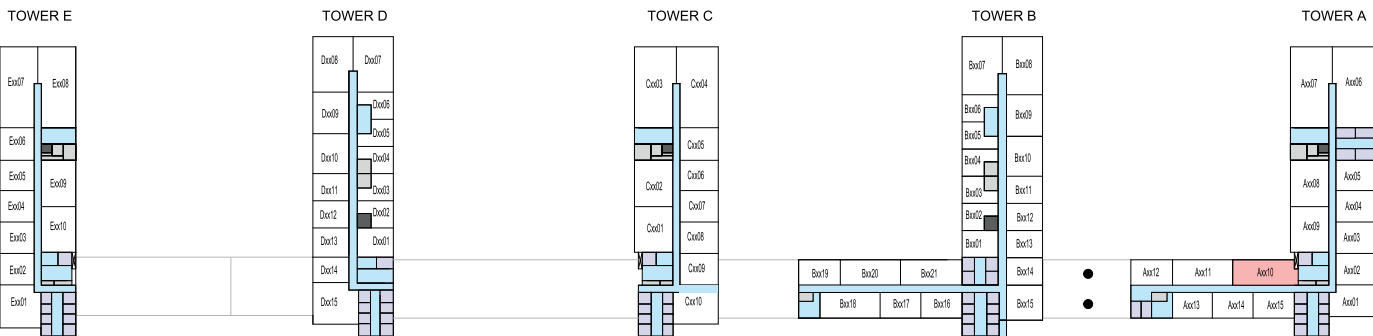 TOWER E
TOWER D
TOWER C
TOWER B
TOWER A
Exx07
Exx08
Exx06
Exx05
Exx09
Exx04
Exx10
Exx03
Exx02
Exx01
Dxx08
Dxx07
Dxx06
Dxx09
Dxx05
Dxx10
Dxx04
Dxx11
Dxx03
Dxx12
Dxx02
Dxx13
Dxx01
Dxx14
Dxx15
Cxx03
Cxx04
Cxx05
Cxx02
Cxx06
Cxx07
Cxx01
Cxx08
Cxx09
Cxx10
Bxx07
Bxx08
Bxx06
Bxx09
Bxx05
Bxx04
Bxx10
Bxx03
Bxx11
Bxx02
Bxx12
Bxx01
Bxx13
Bxx19
Bxx20
Bxx21
Bxx14
Bxx18
Bxx17
Bxx16
Bxx15
Axx07
Axx06
Axx08
Axx05
Axx04
Axx09
Axx03
Axx12
Axx11
Axx10
Axx02
Axx13
Axx14
Axx15
Axx01